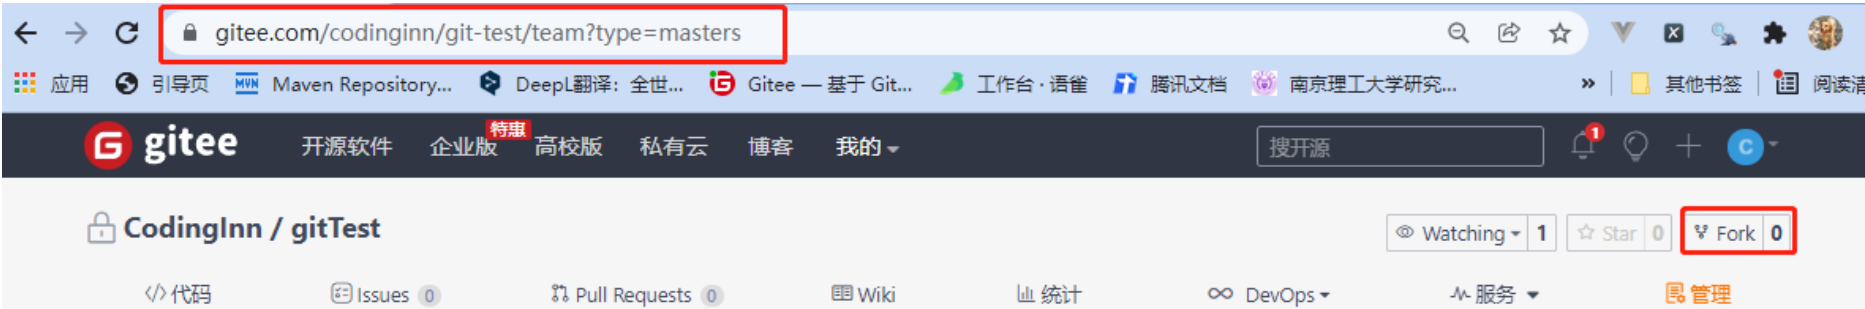 gitee.com/codinginn/git-test/team?type=masters
应用 引导页 MVN Maven Repository... DeepL翻译：全世... Gitee — 基于 Git... 工作台 · 语雀 腾讯文档 南京理工大学研究... » 其他书签 阅读清
gitee 开源软件 企业版 特惠 高校版 私有云 博客 我的 搜开源 1 C
CodingInn / gitTest Watching 1 Star 0 Fork 0
代码 Issues 0 Pull Requests 0 Wiki 统计 DevOps 服务 管理